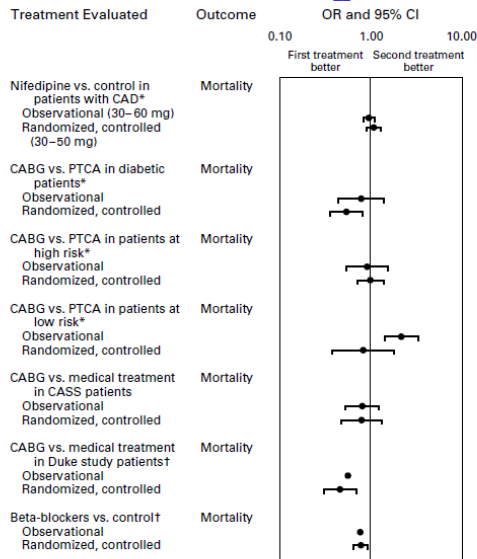 Treatment Evaluated Outcome OR and 95% CI
0.10 1.00 10.00
First treatment better Second treatment better
Nifedipine vs. control in Mortality
patients with CAD*
Observational (30–60 mg)
Randomized, controlled
(30–50 mg)
CABG vs. PTCA in diabetic Mortality
patients*
Observational
Randomized, controlled
CABG vs. PTCA in patients at Mortality
high risk*
Observational
Randomized, controlled
CABG vs. PTCA in patients at Mortality
low risk*
Observational
Randomized, controlled
CABG vs. medical treatment Mortality
in CASS patients
Observational
Randomized, controlled
CABG vs. medical treatment Mortality
in Duke study patients†
Observational
Randomized, controlled
Beta-blockers vs. control† Mortality
Observational
Randomized, controlled